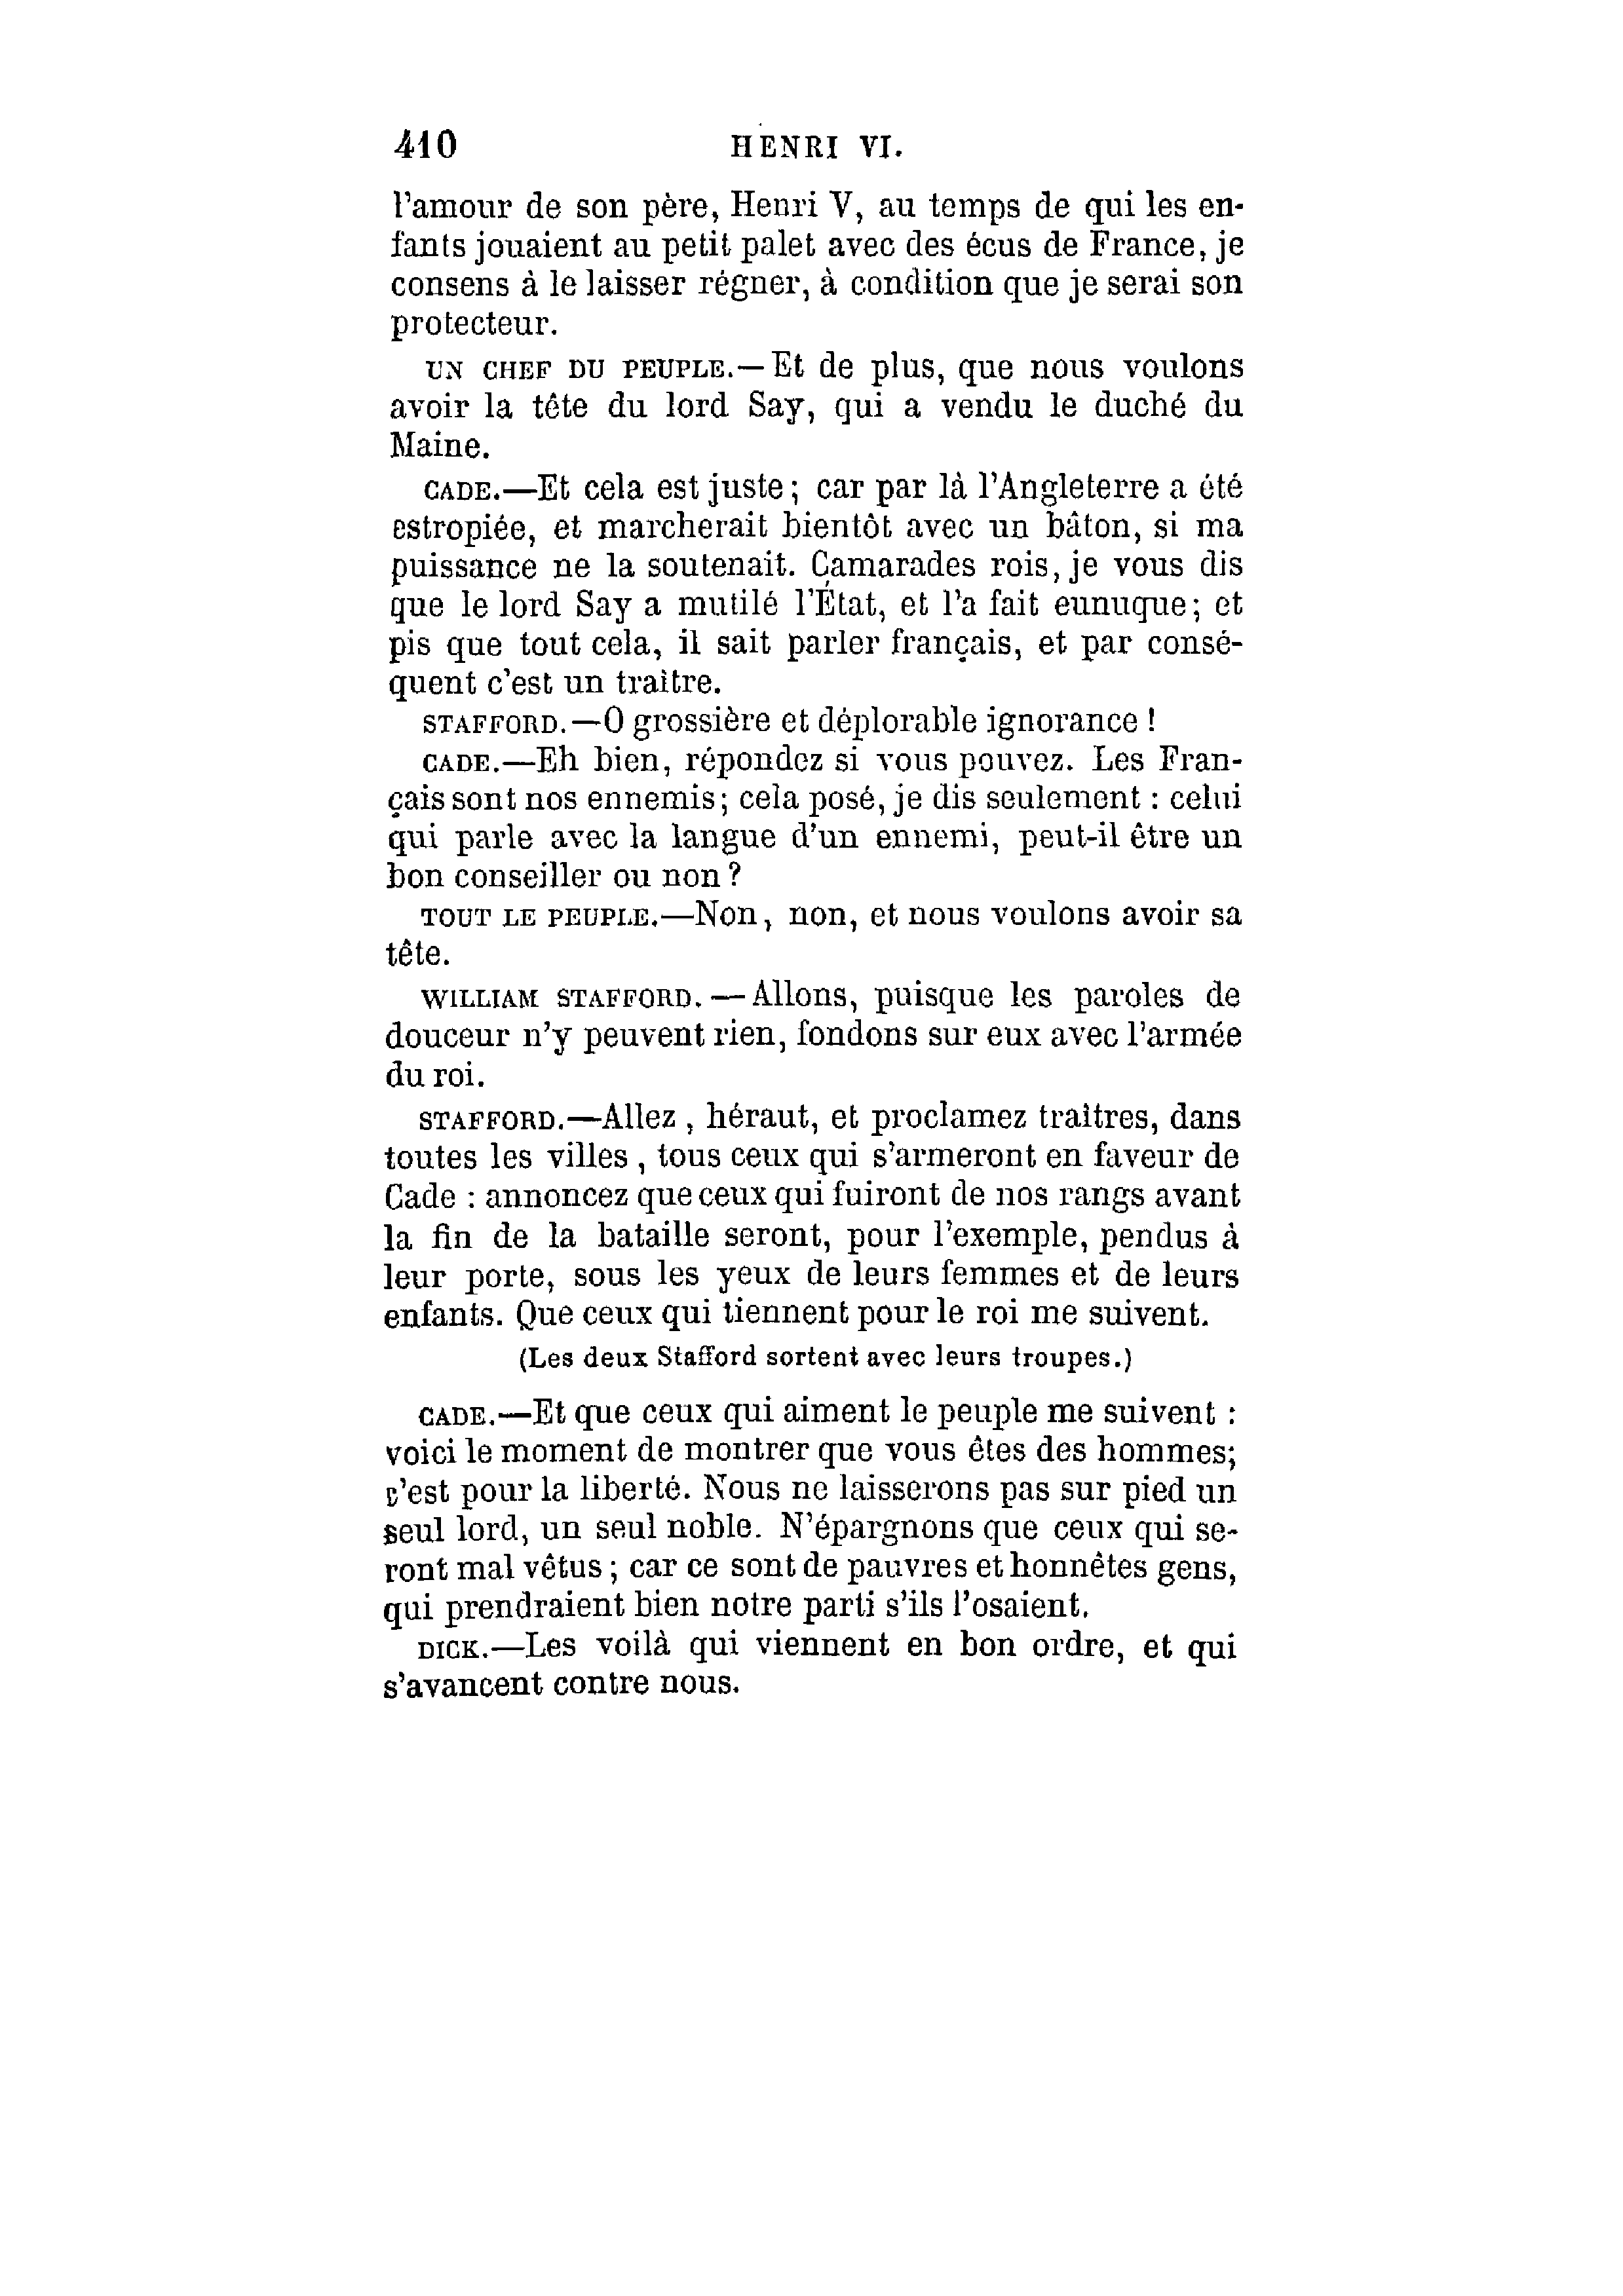 410 HENRI VI.
l'amour de son père, Henri V, au temps de qui les en-
fants jouaient au petit palet avec des écus de France, je
consens à le laisser régner, à condition que je serai son
protecteur.
UN CHEF DU PEUPLE.—Et de plus, que nous voulons
avoir la tête du lord Say, qui a vendu le duché du
Maine.
CADE.—Et cela est juste; car par là l'Angleterre a été
estropiée, et marcherait bientôt avec un bâton, si ma
puissance ne la soutenait. Camarades rois, je vous dis
que le lord Say a mutilé l'État, et l'a fait eunuque; et
pis que tout cela, il sait parler français, et par consé-
quent c'est un traître.
STAFFORD.—O grossière et déplorable ignorance !
CADE.—Eh bien, répondez si vous pouvez. Les Fran-
çais sont nos ennemis; cela posé, je dis seulement : celui
qui parle avec la langue d'un ennemi, peut-il être un
bon conseiller ou non ?
TOUT LE PEUPLE.—Non, non, et nous voulons avoir sa
tête.
WILLIAM STAFFORD. — Allons, puisque les paroles de
douceur n'y peuvent rien, fondons sur eux avec l'armée
du roi.
STAFFORD.—Allez , héraut, et proclamez traîtres, dans
toutes les villes , tous ceux qui s'armeront en faveur de
Cade : annoncez que ceux qui fuiront de nos rangs avant
la fin de la bataille seront, pour l'exemple, pendus à
leur porte, sous les yeux de leurs femmes et de leurs
enfants. Que ceux qui tiennent pour le roi me suivent.
(Les deux Stafford sortent avec leurs troupes.)
CADE.—Et que ceux qui aiment le peuple me suivent :
voici le moment de montrer que vous êtes des hommes;
c'est pour la liberté. Nous ne laisserons pas sur pied un
seul lord, un seul noble. N'épargnons que ceux qui se-
ront mal vêtus ; car ce sont de pauvres et honnêtes gens,
qui prendraient bien notre parti s'ils l'osaient.
DICK.—Les voilà qui viennent en bon ordre, et qui
s'avancent contre nous.